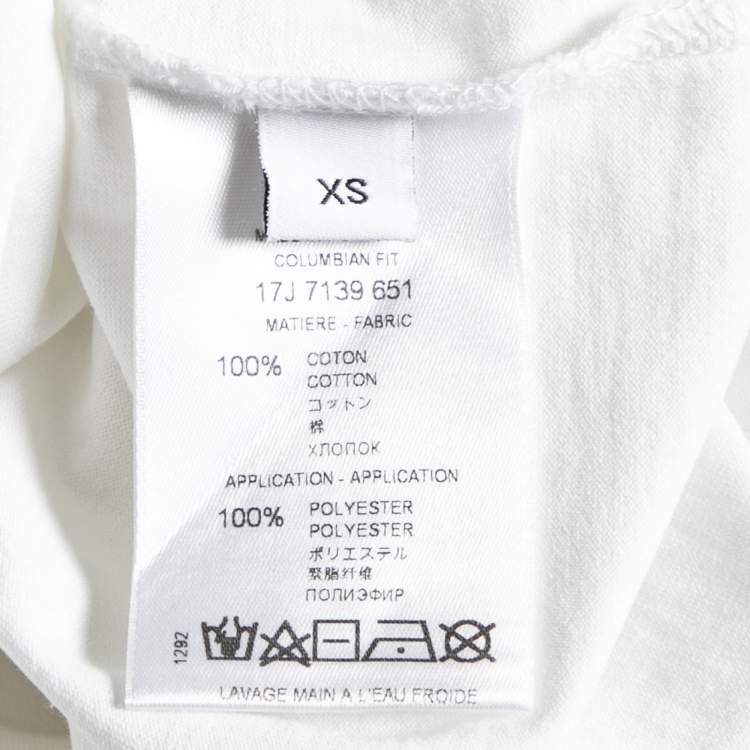 XS
COLUMBIAN FIT
17J 7139 651
MATIERE - FABRIC
100% COTON
COTTON
コットン
棉
ХЛОПОК
APPLICATION - APPLICATION
100% POLYESTER
POLYESTER
ポリエステル
聚脂纤维
ПОЛИЭФИР
1292
LAVAGE MAIN A L'EAU FROIDE